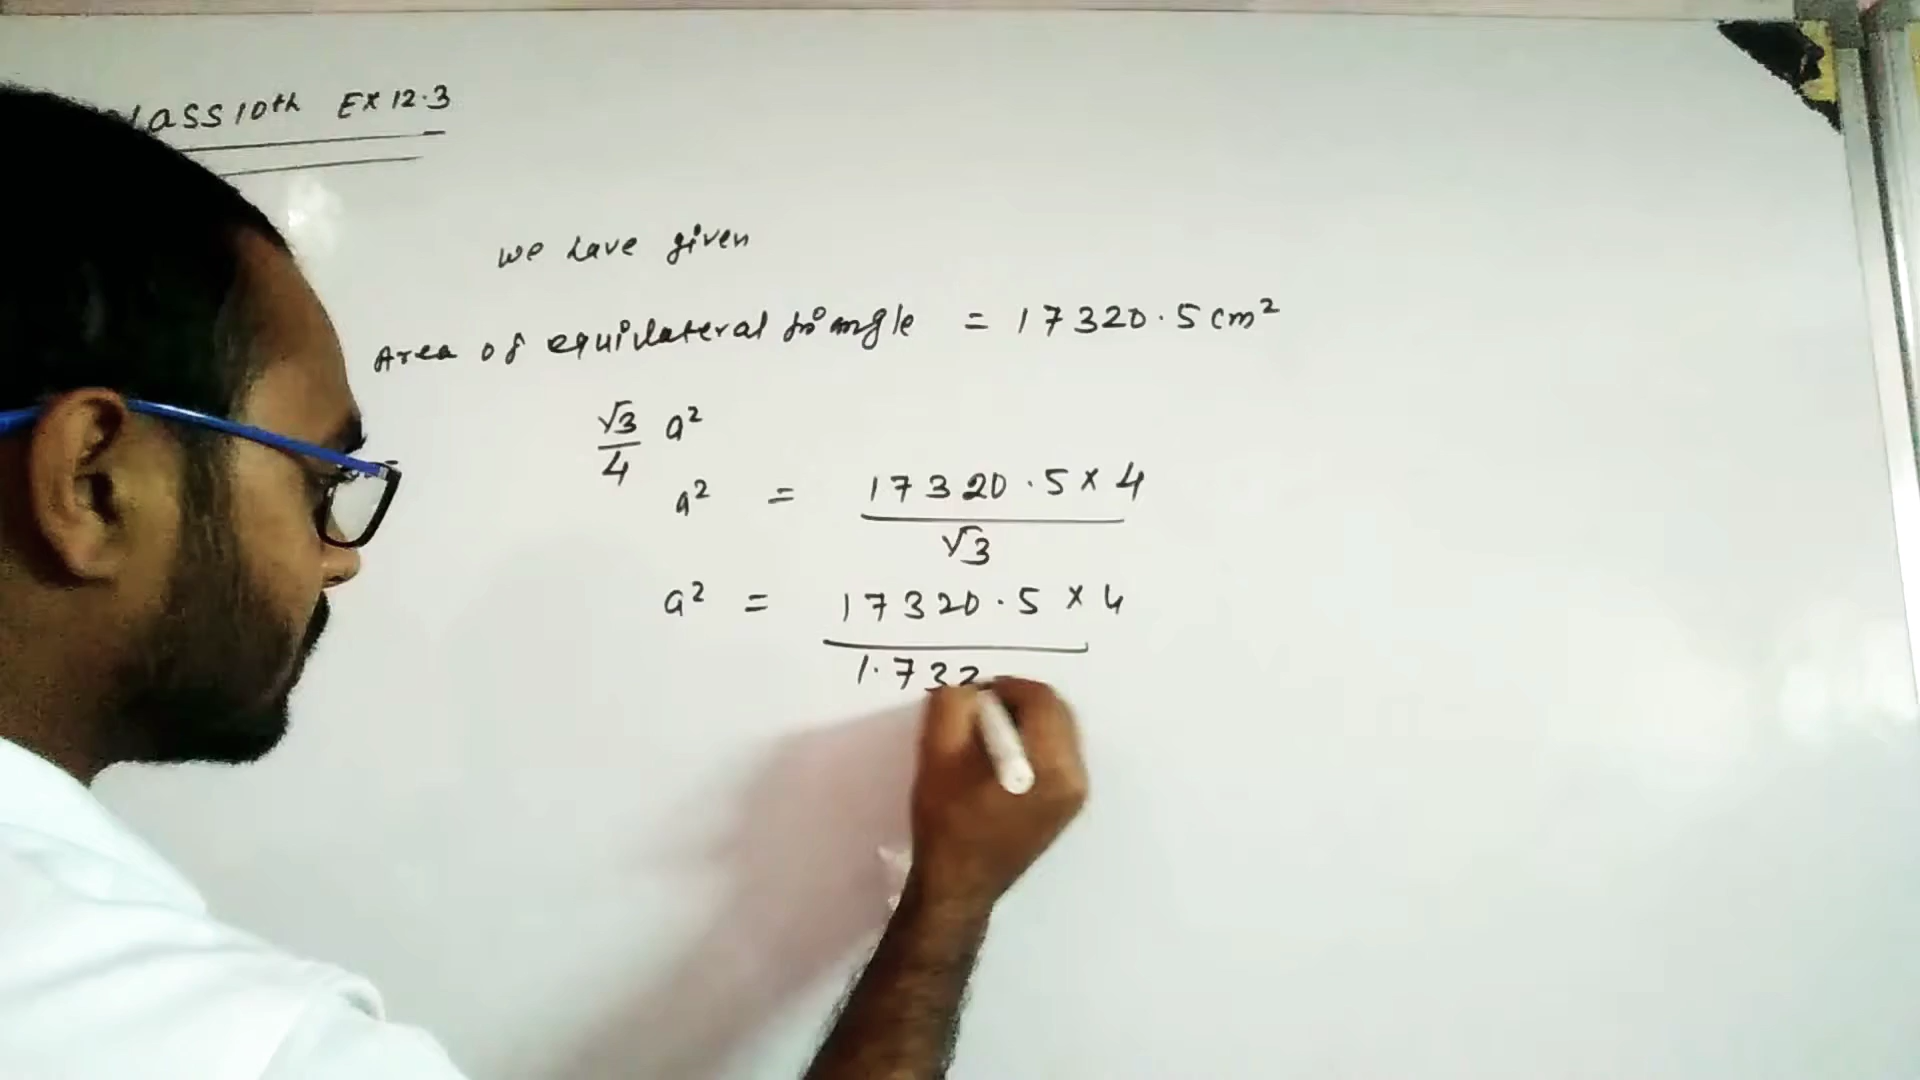 lass 10th Ex 12.3
we have given
Area of equilateral triangle = 17320.5 cm²
√3/4 a²
a² = 17320.5 × 4 / √3
a² = 17320.5 × 4 / 1.732